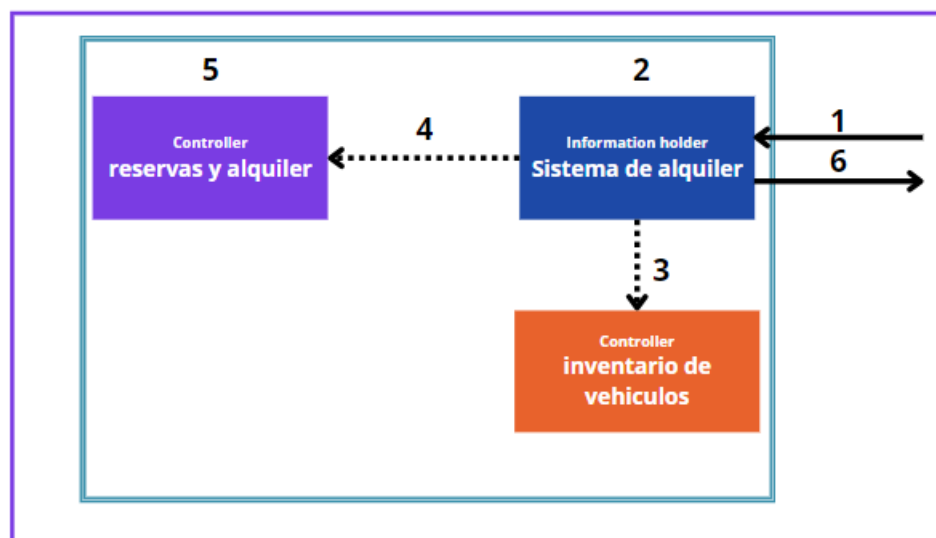 5
2
Controller
reservas y alquiler
4
Information holder
Sistema de alquiler
1
6
3
Controller
inventario de
vehiculos